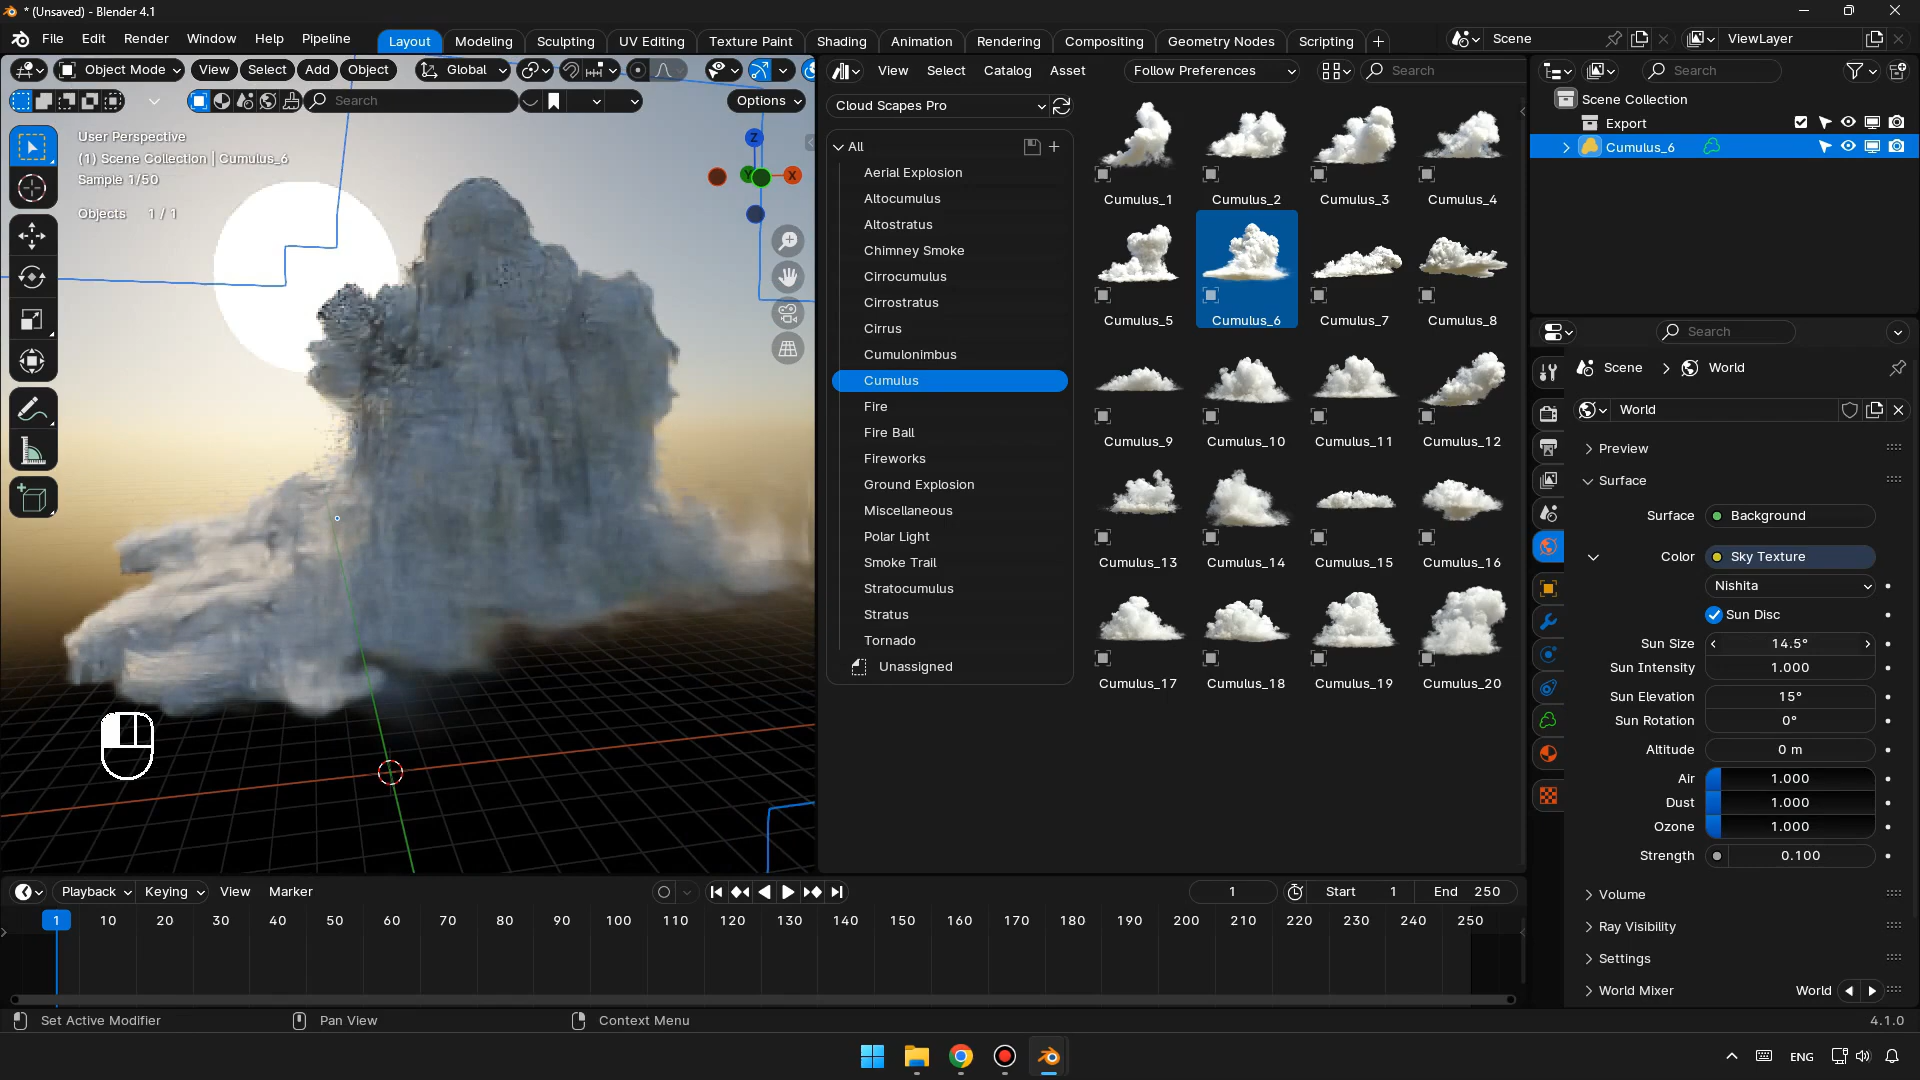 * (Unsaved) - Blender 4.1
File Edit Render Window Help Pipeline
Layout Modeling Sculpting UV Editing Texture Paint Shading Animation Rendering Compositing Geometry Nodes Scripting +
Scene
ViewLayer
Object Mode View Select Add Object Global
Search
Options
User Perspective
(1) Scene Collection | Cumulus_6
Sample 1/50
Objects 1 / 1
Z
Y
X
View Select Catalog Asset Follow Preferences Search
Cloud Scapes Pro
All
Aerial Explosion
Altocumulus
Altostratus
Chimney Smoke
Cirrocumulus
Cirrostratus
Cirrus
Cumulonimbus
Cumulus
Fire
Fire Ball
Fireworks
Ground Explosion
Miscellaneous
Polar Light
Smoke Trail
Stratocumulus
Stratus
Tornado
Unassigned
Cumulus_1 Cumulus_2 Cumulus_3 Cumulus_4
Cumulus_5 Cumulus_6 Cumulus_7 Cumulus_8
Cumulus_9 Cumulus_10 Cumulus_11 Cumulus_12
Cumulus_13 Cumulus_14 Cumulus_15 Cumulus_16
Cumulus_17 Cumulus_18 Cumulus_19 Cumulus_20
Search
Scene Collection
Export
Cumulus_6
Search
Scene > World
World
Preview
Surface
Surface Background
Color Sky Texture
Nishita
Sun Disc
Sun Size 14.5°
Sun Intensity 1.000
Sun Elevation 15°
Sun Rotation 0°
Altitude 0 m
Air 1.000
Dust 1.000
Ozone 1.000
Strength 0.100
Volume
Ray Visibility
Settings
World Mixer World
Playback Keying View Marker
1 Start 1 End 250
1 10 20 30 40 50 60 70 80 90 100 110 120 130 140 150 160 170 180 190 200 210 220 230 240 250
Set Active Modifier Pan View Context Menu
4.1.0
ENG